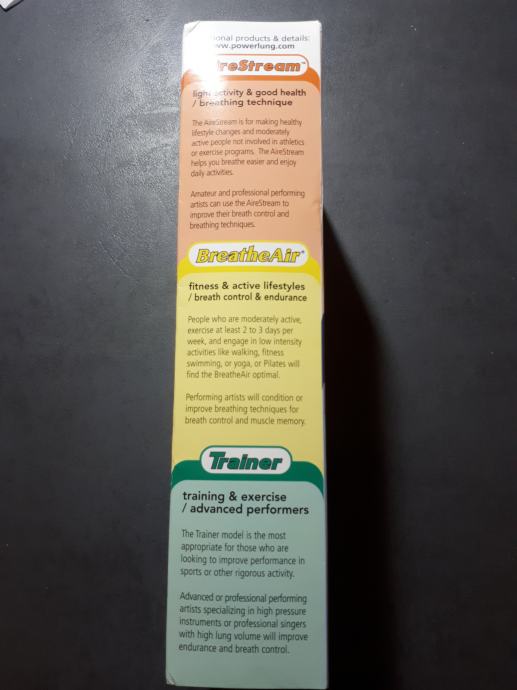 onal products & details:
ww.powerlung.com
ireStream™
light activity & good health
/ breathing technique
The AireStream is for making healthy
lifestyle changes and moderately
active people not involved in athletics
or exercise programs. The AireStream
helps you breathe easier and enjoy
daily activities.
Amateur and professional performing
artists can use the AireStream to
improve their breath control and
breathing techniques.
BreatheAir®
fitness & active lifestyles
/ breath control & endurance
People who are moderately active,
exercise at least 2 to 3 days per
week, and engage in low intensity
activities like walking, fitness
swimming, or yoga, or Pilates will
find the BreatheAir optimal.
Performing artists will condition or
improve breathing techniques for
breath control and muscle memory.
Trainer
training & exercise
/ advanced performers
The Trainer model is the most
appropriate for those who are
looking to improve performance in
sports or other rigorous activity.
Advanced or professional performing
artists specializing in high pressure
instruments or professional singers
with high lung volume will improve
endurance and breath control.